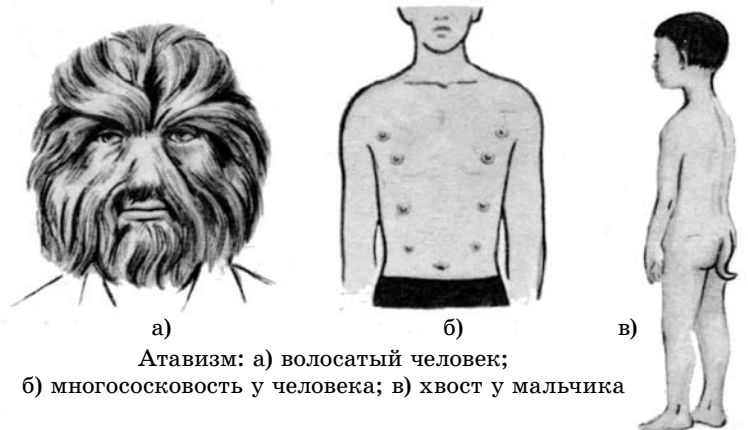 а)
б)
в)
Атавизм: а) волосатый человек;
б) многососковость у человека; в) хвост у мальчика